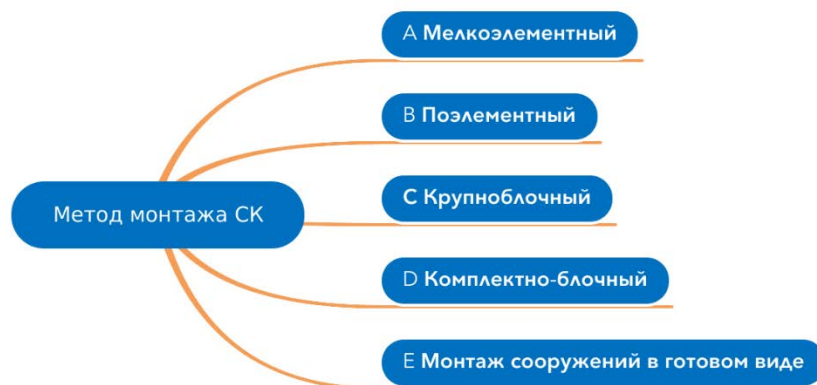 A Мелкоэлементный
B Поэлементный
Метод монтажа СК
C Крупноблочный
D Комплектно-блочный
E Монтаж сооружений в готовом виде